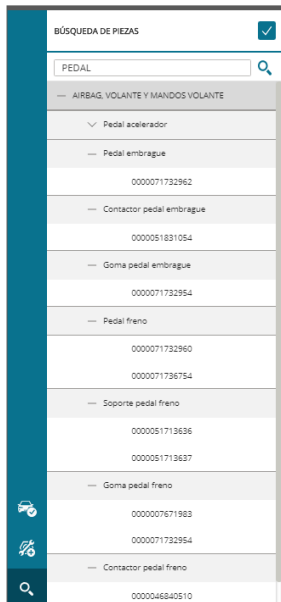 BÚSQUEDA DE PIEZAS
PEDAL
— AIRBAG, VOLANTE Y MANDOS VOLANTE
Pedal acelerador
— Pedal embrague
0000071732962
— Contactor pedal embrague
0000051831054
— Goma pedal embrague
0000071732954
— Pedal freno
0000071732960
0000071736754
— Soporte pedal freno
0000051713636
0000051713637
— Goma pedal freno
0000007671983
0000071732954
— Contactor pedal freno
0000046840510